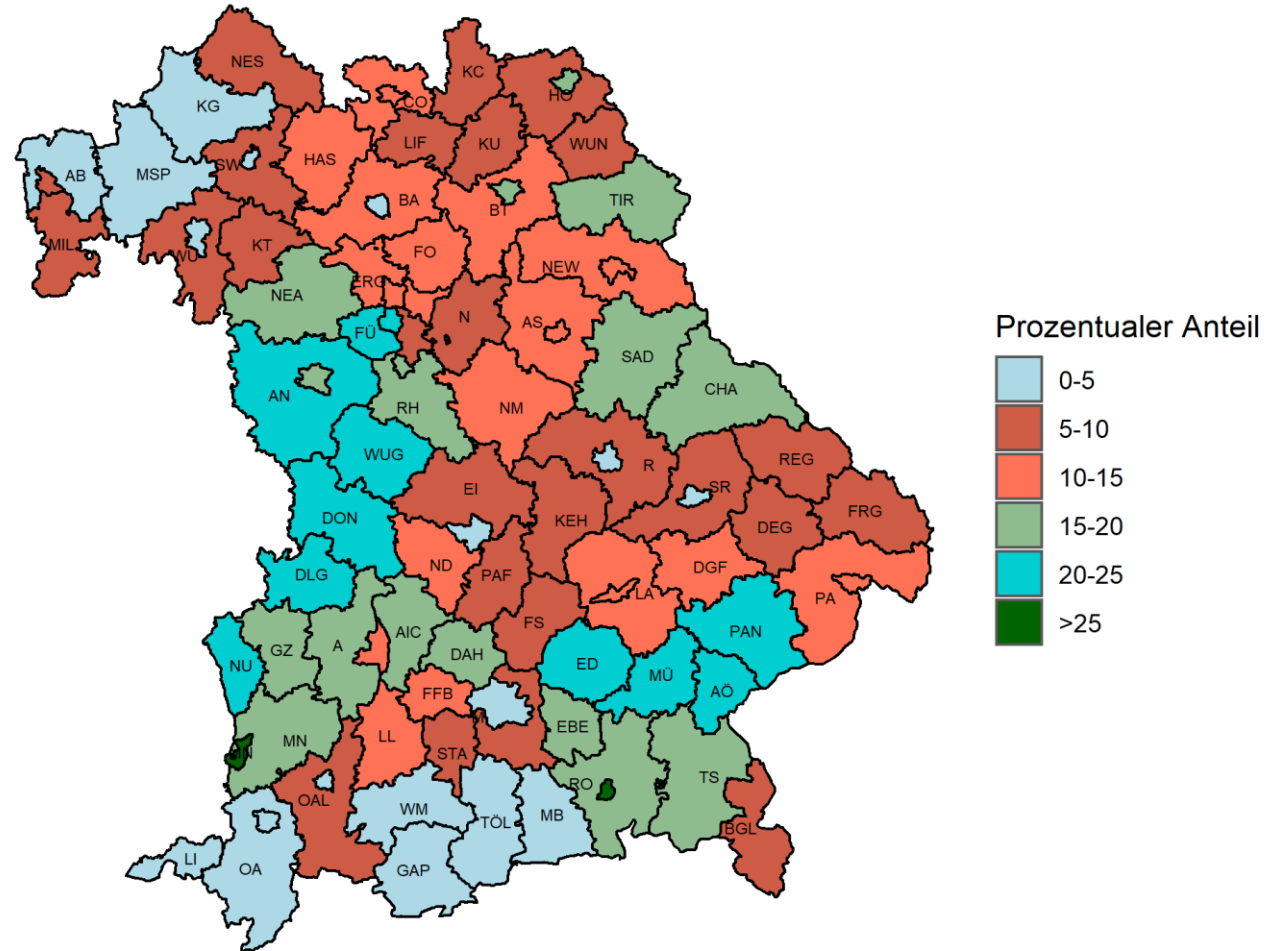 NES
KC
HO
KG
CO
LIF
KU
WUN
HAS
SW
AB
MSP
BA
BT
TIR
MIL
WÜ
KT
FO
NEW
ERC
NEA
FÜ
N
AS
SAD
CHA
AN
RH
NM
WUG
R
REG
EI
SR
KEH
FRG
DON
DEG
ND
DGF
DLG
PAF
LA
PA
FS
PAN
NU
GZ
A
AIC
DAH
ED
MÜ
AÖ
FFB
MN
LL
STA
EBE
RO
TS
OAL
WM
TÖL
MB
BGL
LI
OA
GAP
Prozentualer Anteil
0-5
5-10
10-15
15-20
20-25
>25